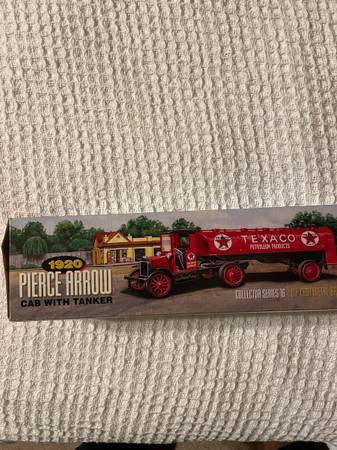 1920
PIERCE ARROW
CAB WITH TANKER
TEXACO
PETROLEUM PRODUCTS
COLLECTOR SERIES 16